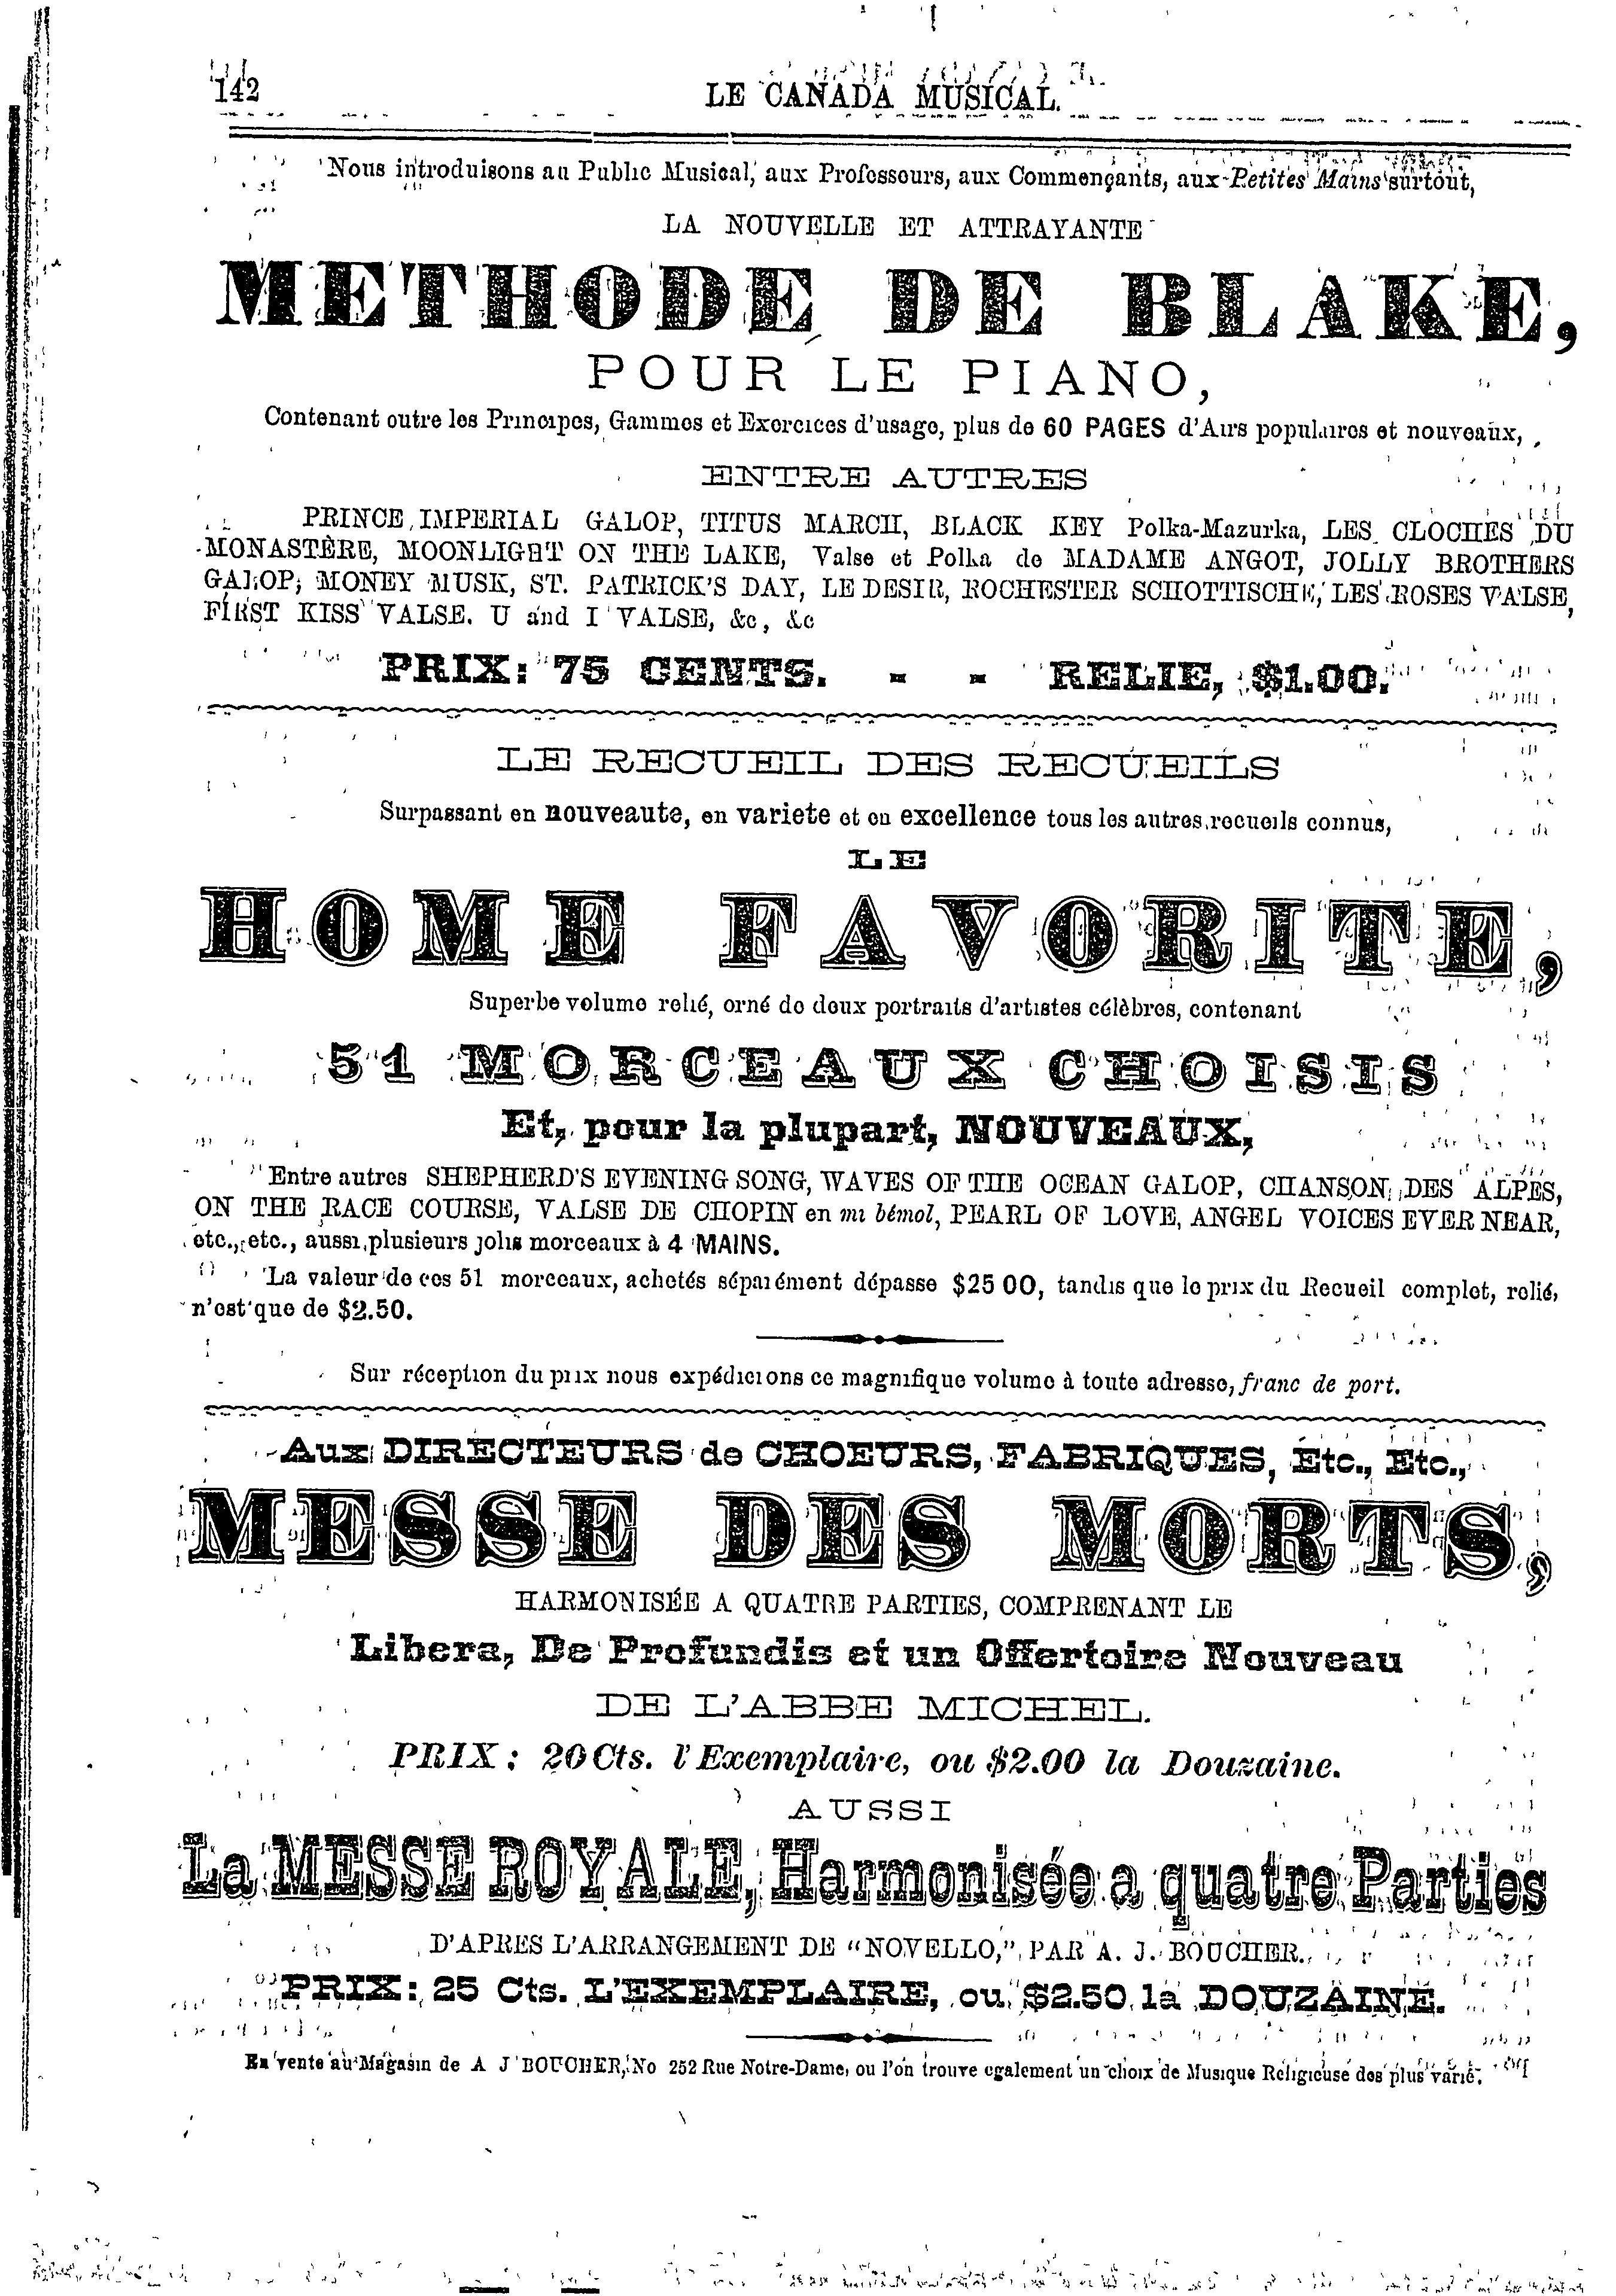 142
LE CANADA MUSICAL.
Nous introduisons au Public Musical, aux Professeurs, aux Commençants, aux Petites Mains surtout,
LA NOUVELLE ET ATTRAYANTE
METHODE DE BLAKE,
POUR LE PIANO,
Contenant outre les Principes, Gammes et Exercices d'usage, plus de 60 PAGES d'Airs populaires et nouveaux,
ENTRE AUTRES
PRINCE IMPERIAL GALOP, TITUS MARCH, BLACK KEY Polka-Mazurka, LES CLOCHES DU
MONASTÈRE, MOONLIGHT ON THE LAKE, Valse et Polka de MADAME ANGOT, JOLLY BROTHERS
GALOP, MONEY MUSK, ST. PATRICK'S DAY, LE DESIR, ROCHESTER SCHOTTISCHE, LES ROSES VALSE,
FIRST KISS VALSE. U and I VALSE, &c, &c
PRIX: 75 CENTS. - - RELIE, $1.00.
LE RECUEIL DES RECUEILS
Surpassant en nouveaute, en variete et en excellence tous les autres recueils connus,
LE
HOME FAVORITE,
Superbe volume relié, orné de deux portraits d'artistes célèbres, contenant
51 MORCEAUX CHOISIS
Et, pour la plupart, NOUVEAUX,
Entre autres SHEPHERD'S EVENING SONG, WAVES OF THE OCEAN GALOP, CHANSON DES ALPES,
ON THE RACE COURSE, VALSE DE CHOPIN en mi bémol, PEARL OF LOVE, ANGEL VOICES EVER NEAR,
etc., etc., aussi plusieurs jolis morceaux à 4 MAINS.
La valeur de ces 51 morceaux, achetés séparément dépasse $25 00, tandis que le prix du Recueil complet, relié,
n'est que de $2.50.
Sur réception du prix nous expédierons ce magnifique volume à toute adresse, franc de port.
Aux DIRECTEURS de CHOEURS, FABRIQUES, Etc., Etc.,
MESSE DES MORTS,
HARMONISÉE A QUATRE PARTIES, COMPRENANT LE
Libera, De Profundis et un Offertoire Nouveau
DE L'ABBE MICHEL.
PRIX: 20 Cts. l'Exemplaire, ou $2.00 la Douzaine.
AUSSI
La MESSE ROYALE, Harmonisée a quatre Parties
D'APRES L'ARRANGEMENT DE "NOVELLO," PAR A. J. BOUCHER.
PRIX: 25 Cts. L'EXEMPLAIRE, ou $2.50 la DOUZAINE.
En vente au Magasin de A J BOUCHER, No 252 Rue Notre-Dame, ou l'on trouve egalement un choix de Musique Religieuse des plus varié.